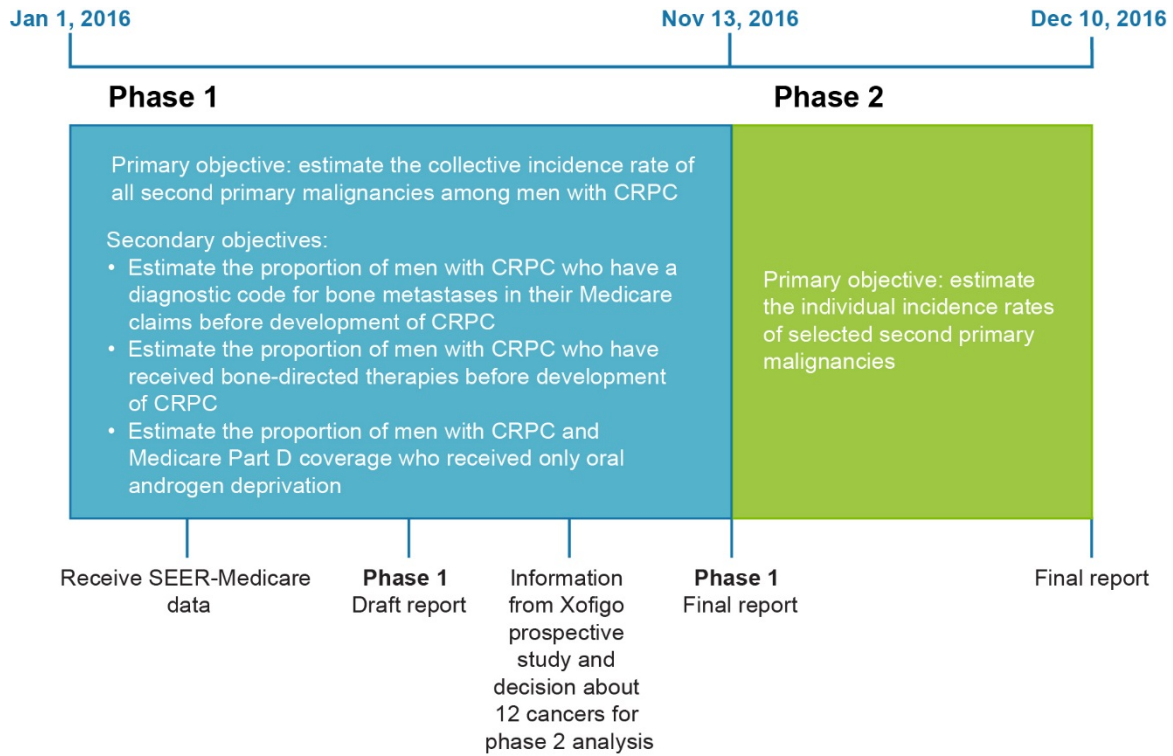 Jan 1, 2016
Nov 13, 2016
Dec 10, 2016
Phase 1
Phase 2
Primary objective: estimate the collective incidence rate of
all second primary malignancies among men with CRPC
Secondary objectives:
• Estimate the proportion of men with CRPC who have a
diagnostic code for bone metastases in their Medicare
claims before development of CRPC
• Estimate the proportion of men with CRPC who have
received bone-directed therapies before development
of CRPC
• Estimate the proportion of men with CRPC and
Medicare Part D coverage who received only oral
androgen deprivation
Primary objective: estimate
the individual incidence rates
of selected second primary
malignancies
Receive SEER-Medicare
data
Phase 1
Draft report
Information
from Xofigo
prospective
study and
decision about
12 cancers for
phase 2 analysis
Phase 1
Final report
Final report